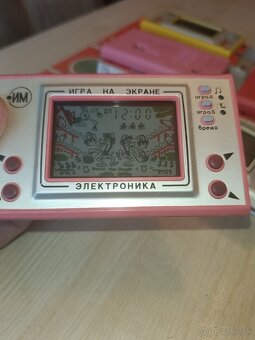 ИГРА НА ЭКРАНЕ
ИМ
игра А
игра Б
Время
12:00
ЭЛЕКТРОНИКА